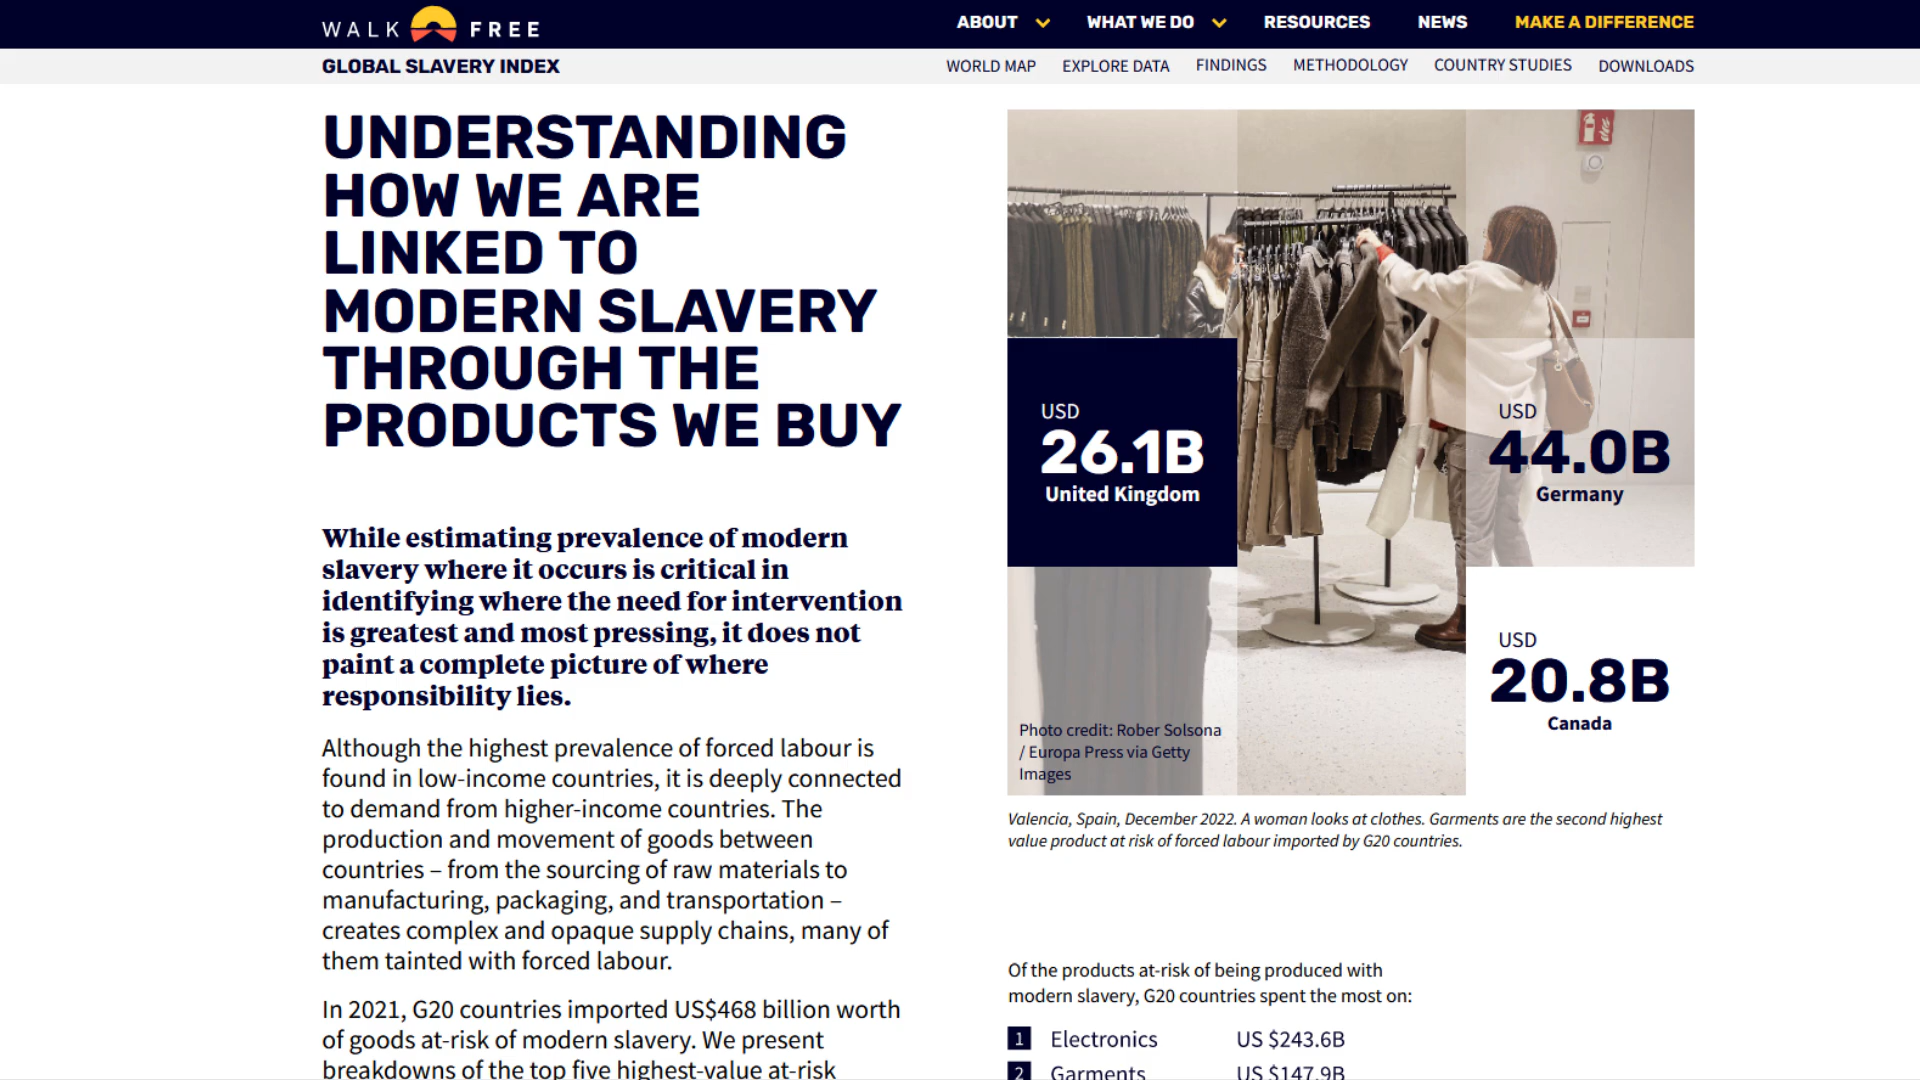 WALK FREE
ABOUT
WHAT WE DO
RESOURCES
NEWS
MAKE A DIFFERENCE
GLOBAL SLAVERY INDEX
WORLD MAP
EXPLORE DATA
FINDINGS
METHODOLOGY
COUNTRY STUDIES
DOWNLOADS
UNDERSTANDING
HOW WE ARE
LINKED TO
MODERN SLAVERY
THROUGH THE
PRODUCTS WE BUY
While estimating prevalence of modern
slavery where it occurs is critical in
identifying where the need for intervention
is greatest and most pressing, it does not
paint a complete picture of where
responsibility lies.
Although the highest prevalence of forced labour is
found in low-income countries, it is deeply connected
to demand from higher-income countries. The
production and movement of goods between
countries – from the sourcing of raw materials to
manufacturing, packaging, and transportation –
creates complex and opaque supply chains, many of
them tainted with forced labour.
In 2021, G20 countries imported US$468 billion worth
of goods at-risk of modern slavery. We present
breakdowns of the top five highest-value at-risk
USD
26.1B
United Kingdom
USD
44.0B
Germany
USD
20.8B
Canada
Photo credit: Rober Solsona
/ Europa Press via Getty
Images
Valencia, Spain, December 2022. A woman looks at clothes. Garments are the second highest
value product at risk of forced labour imported by G20 countries.
Of the products at-risk of being produced with
modern slavery, G20 countries spent the most on:
1 Electronics US $243.6B
2 Garments US $147.9B